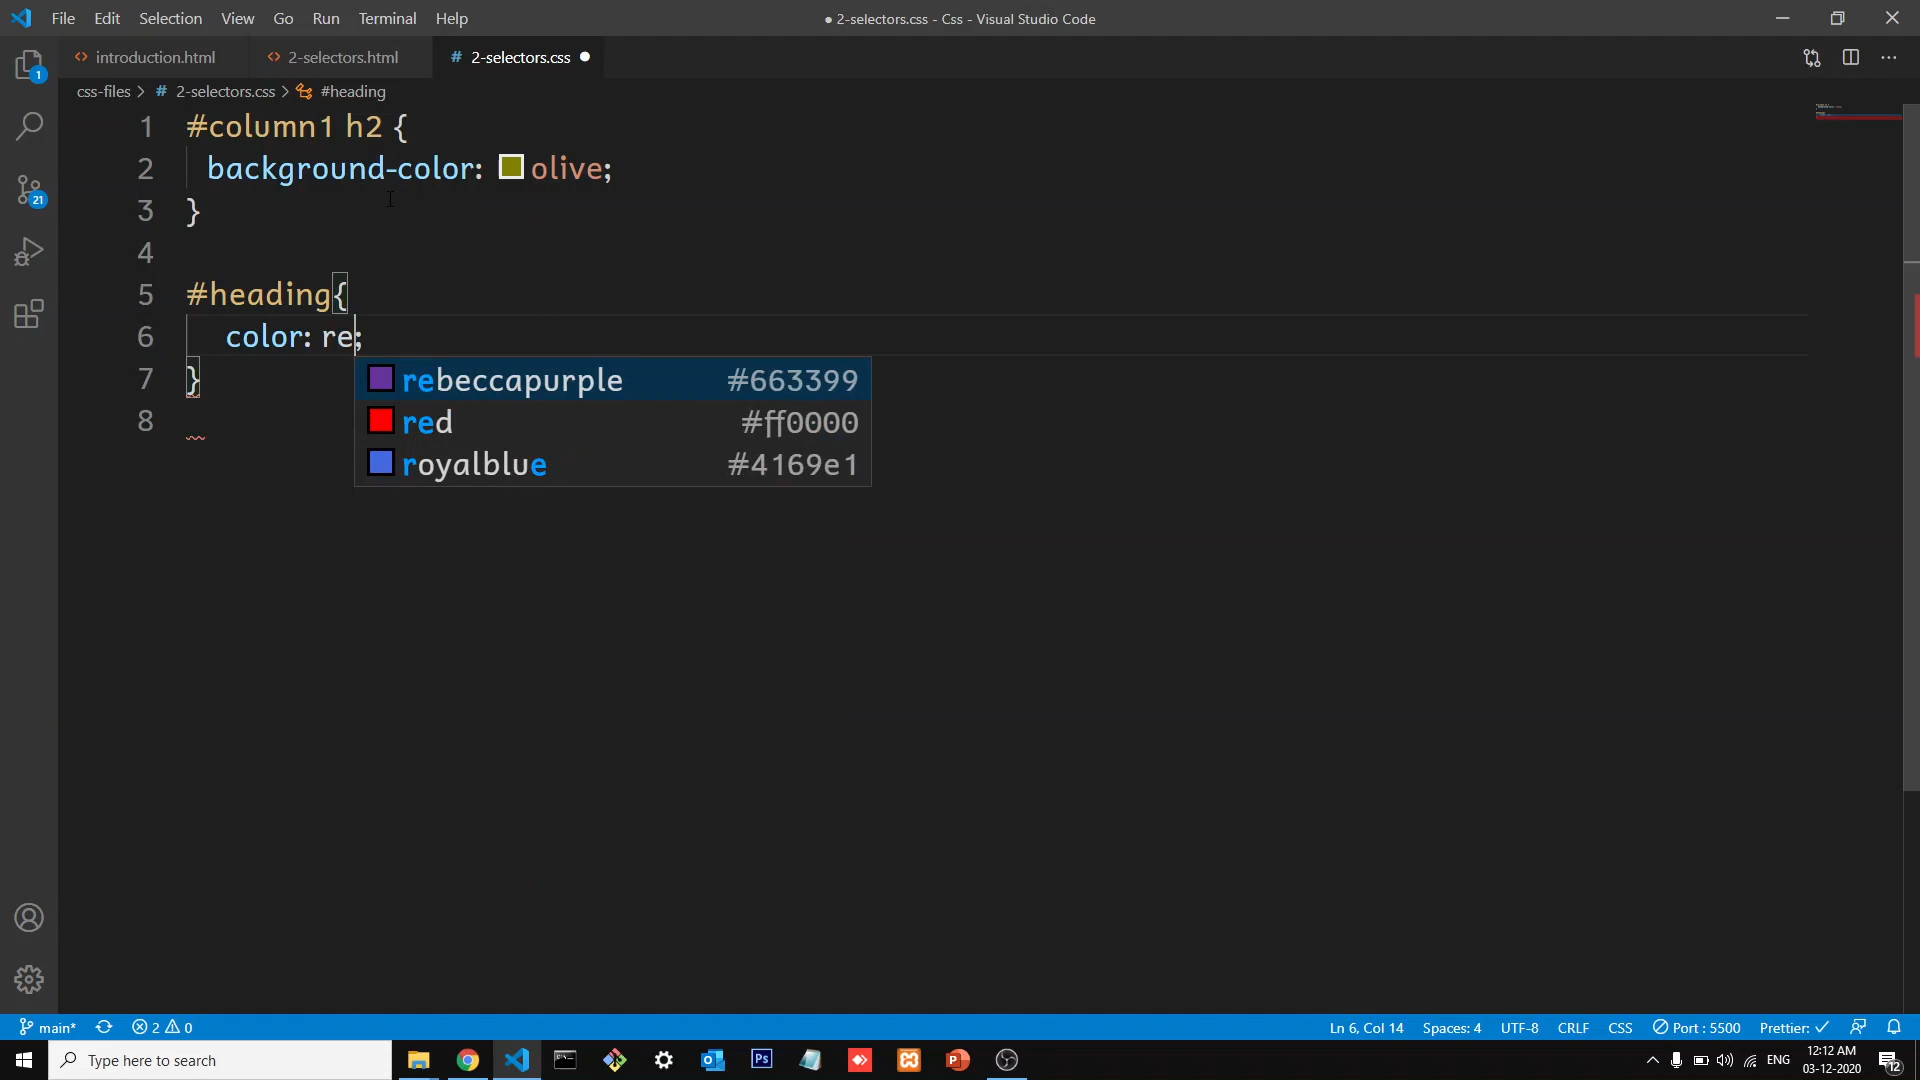 File Edit Selection View Go Run Terminal Help
● 2-selectors.css - Css - Visual Studio Code
introduction.html
2-selectors.html
# 2-selectors.css
css-files > # 2-selectors.css > #heading
1 #column1 h2 {
2 background-color: olive;
3 }
4
5 #heading{
6 color: re;
7 }
8
rebeccapurple #663399
red #ff0000
royalblue #4169e1
1
21
main* 2 0
Ln 6, Col 14 Spaces: 4 UTF-8 CRLF CSS Port : 5500 Prettier: ✓
Type here to search
Ps
ENG
12:12 AM
03-12-2020
12